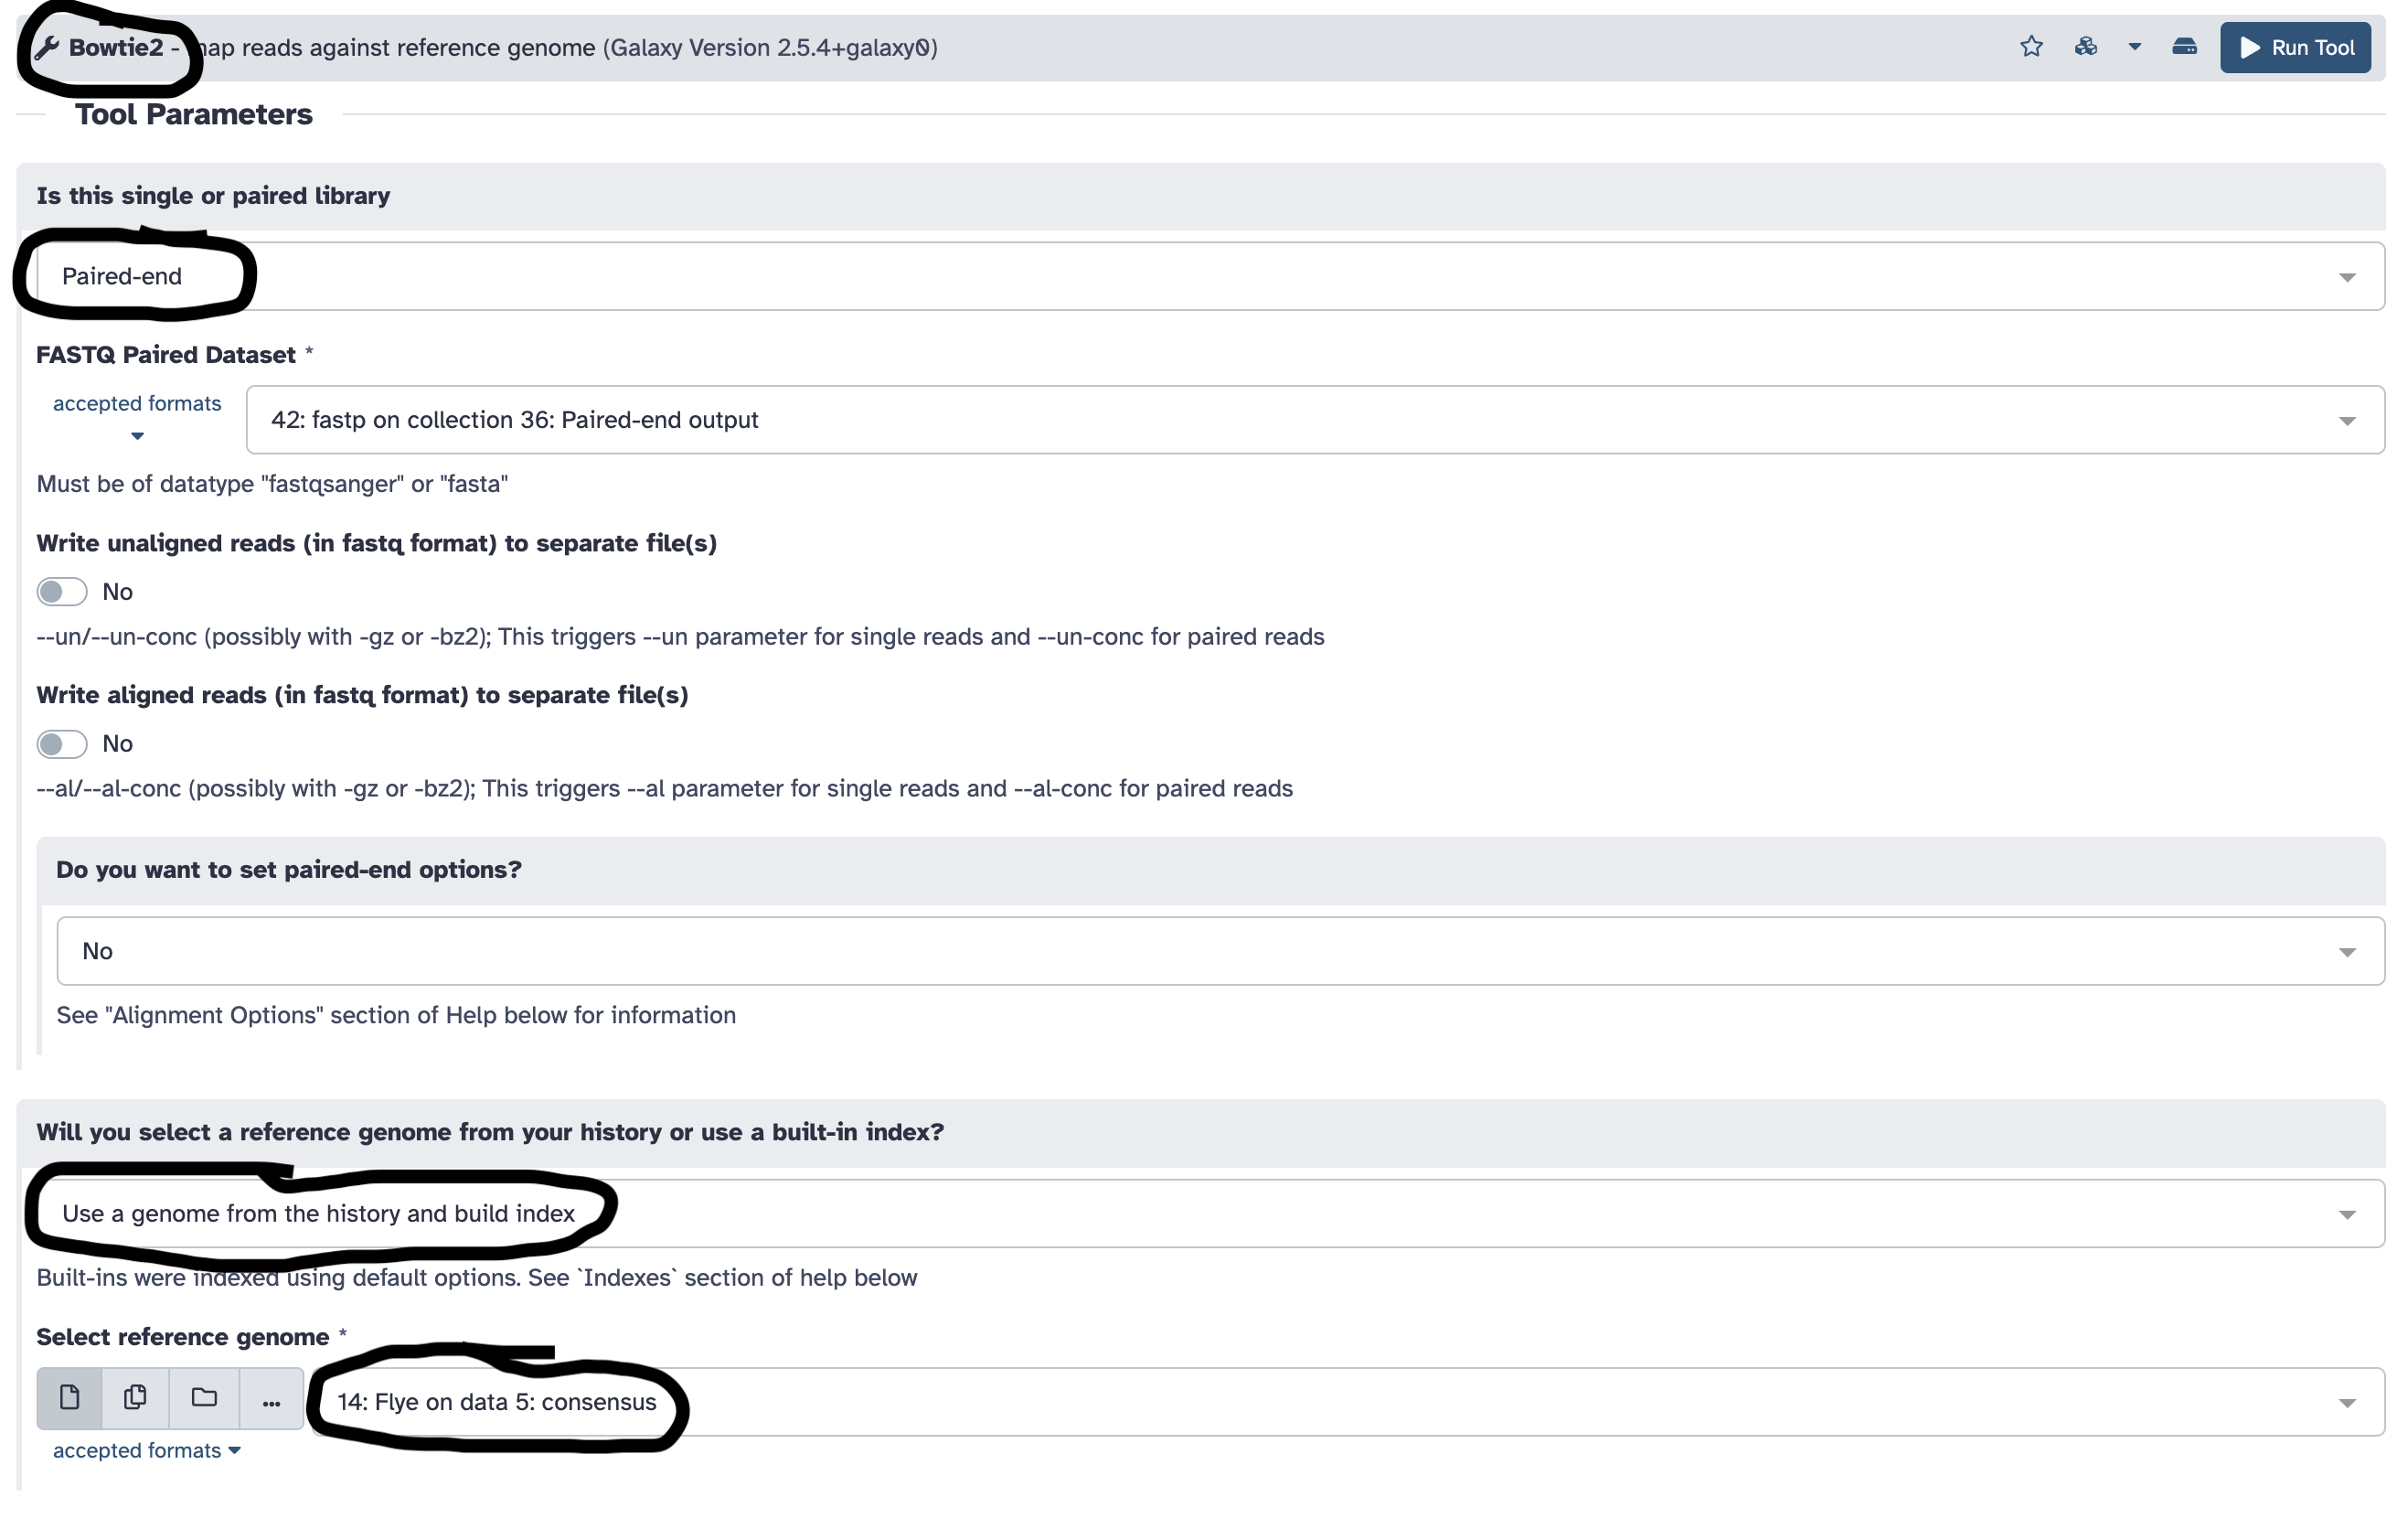 Bowtie2 - map reads against reference genome (Galaxy Version 2.5.4+galaxy0)
Run Tool
Tool Parameters
Is this single or paired library
Paired-end
FASTQ Paired Dataset *
accepted formats
42: fastp on collection 36: Paired-end output
Must be of datatype "fastqsanger" or "fasta"
Write unaligned reads (in fastq format) to separate file(s)
No
--un/--un-conc (possibly with -gz or -bz2); This triggers --un parameter for single reads and --un-conc for paired reads
Write aligned reads (in fastq format) to separate file(s)
No
--al/--al-conc (possibly with -gz or -bz2); This triggers --al parameter for single reads and --al-conc for paired reads
Do you want to set paired-end options?
No
See "Alignment Options" section of Help below for information
Will you select a reference genome from your history or use a built-in index?
Use a genome from the history and build index
Built-ins were indexed using default options. See `Indexes` section of help below
Select reference genome *
14: Flye on data 5: consensus
accepted formats